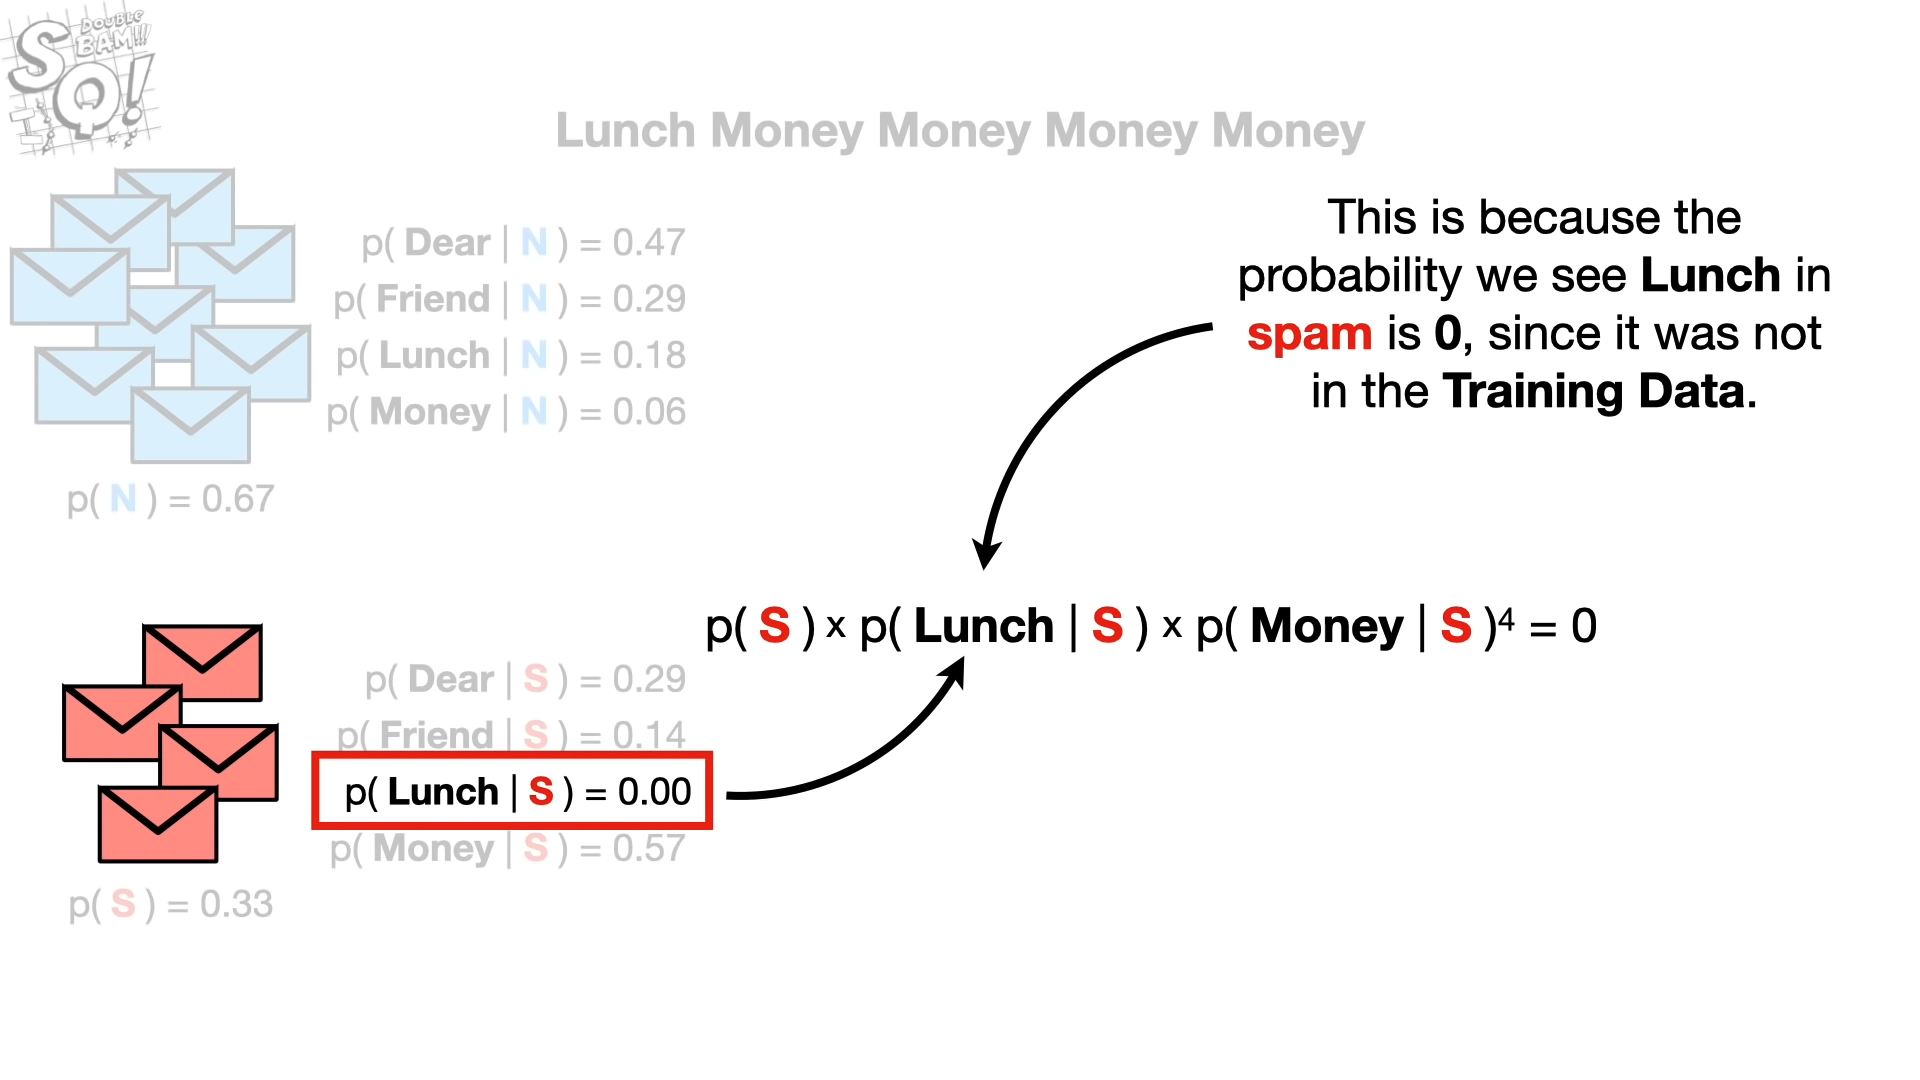 DOUBLE
BAM!!!
SQ!
Lunch Money Money Money Money
This is because the
probability we see Lunch in
spam is 0, since it was not
in the Training Data.
p( Dear | N ) = 0.47
p( Friend | N ) = 0.29
p( Lunch | N ) = 0.18
p( Money | N ) = 0.06
p( N ) = 0.67
p( S ) x p( Lunch | S ) x p( Money | S )⁴ = 0
p( Dear | S ) = 0.29
p( Friend | S ) = 0.14
p( Lunch | S ) = 0.00
p( Money | S ) = 0.57
p( S ) = 0.33